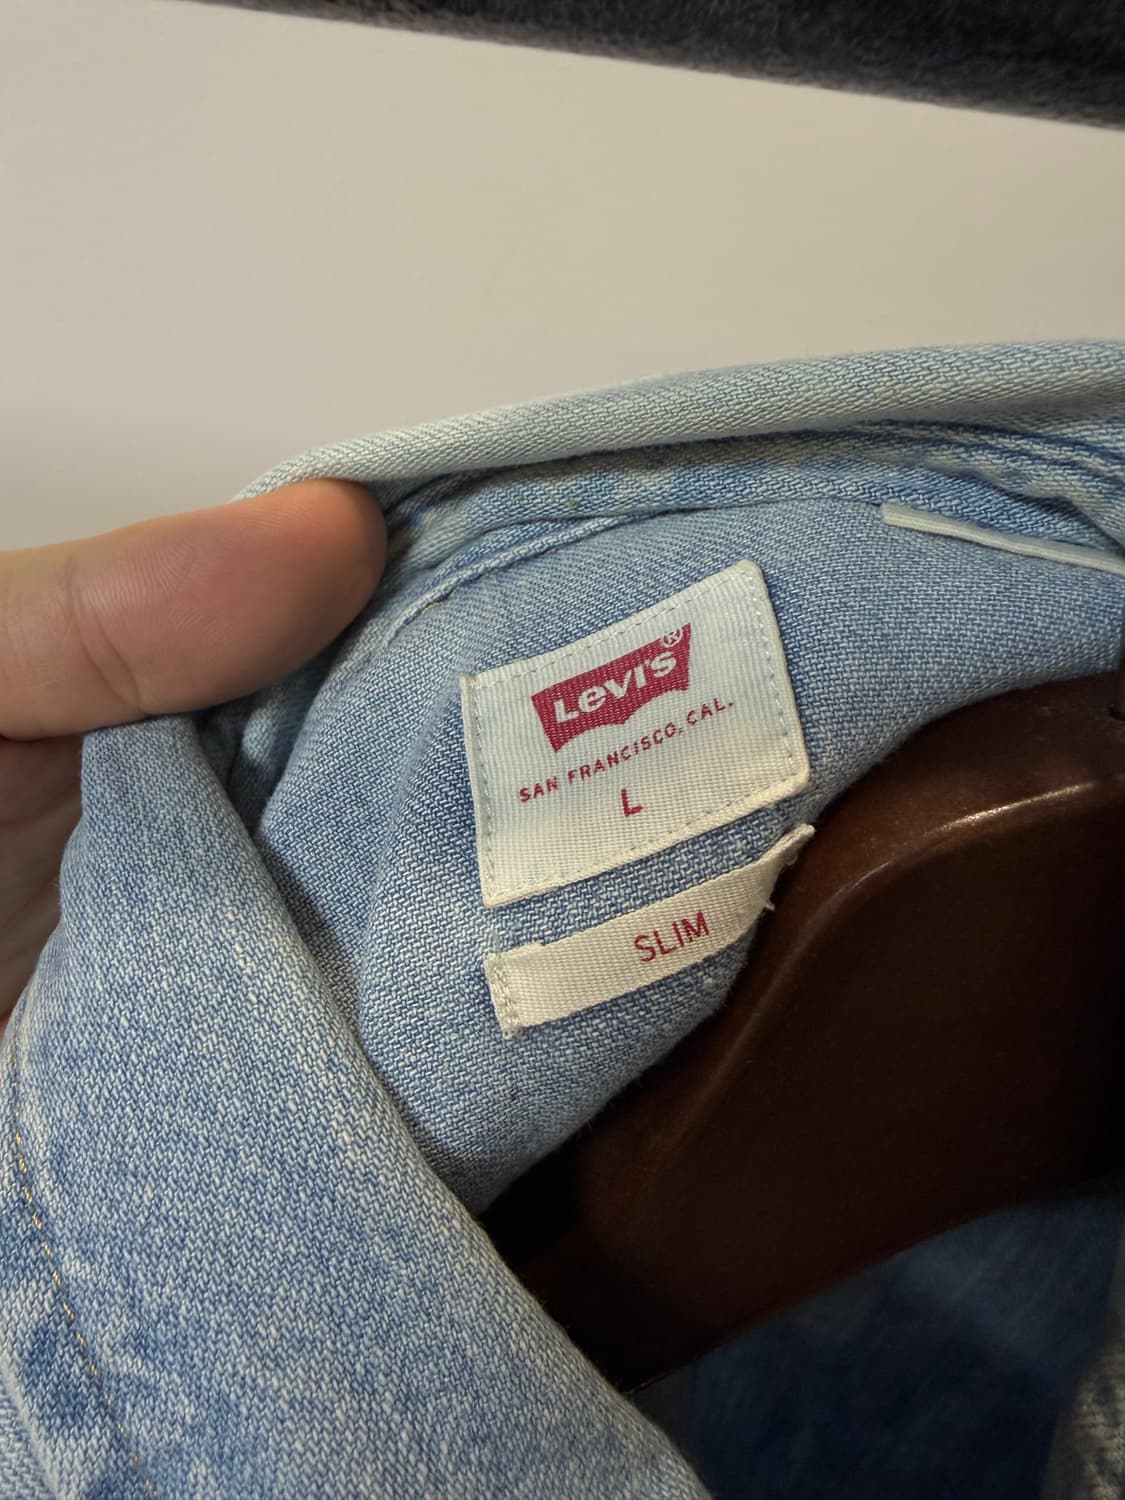 Levi's®
SAN FRANCISCO, CAL.
L
SLIM